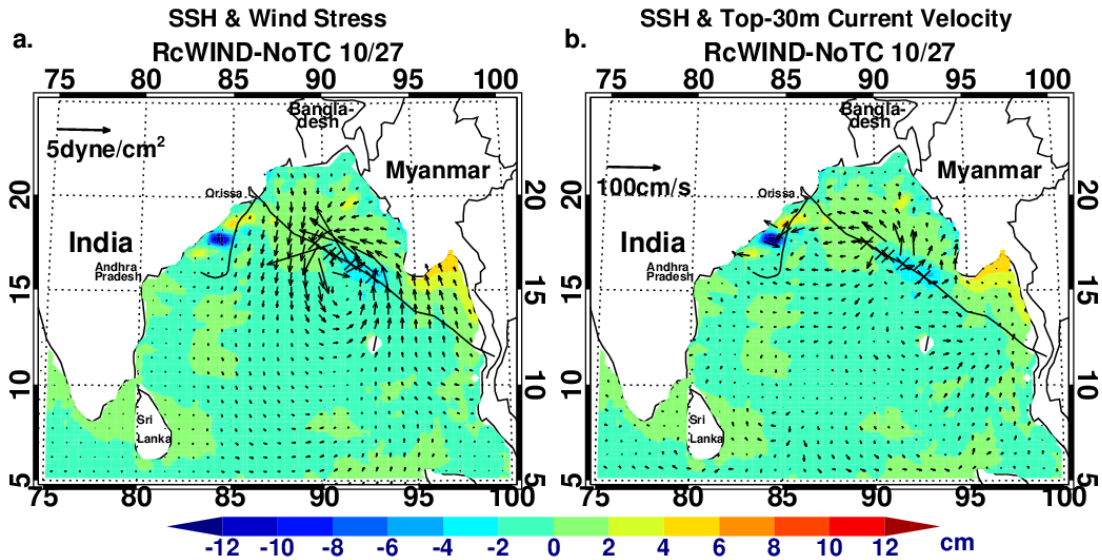 SSH & Wind Stress
a.
RcWIND-NoTC 10/27
75 80 85 90 95 100
Bangla-
desh
5dyne/cm2
Myanmar
Orissa
20
20
India
Andhra
Pradesh
15
15
10
10
Sri
Lanka
5
5
75 80 85 90 95 100
SSH & Top-30m Current Velocity
b.
RcWIND-NoTC 10/27
75 80 85 90 95 100
Bangla-
desh
100cm/s
Myanmar
Orissa
20
20
India
Andhra
Pradesh
15
15
10
10
Sri
Lanka
5
5
75 80 85 90 95 100
-12 -10 -8 -6 -4 -2 0 2 4 6 8 10 12 cm